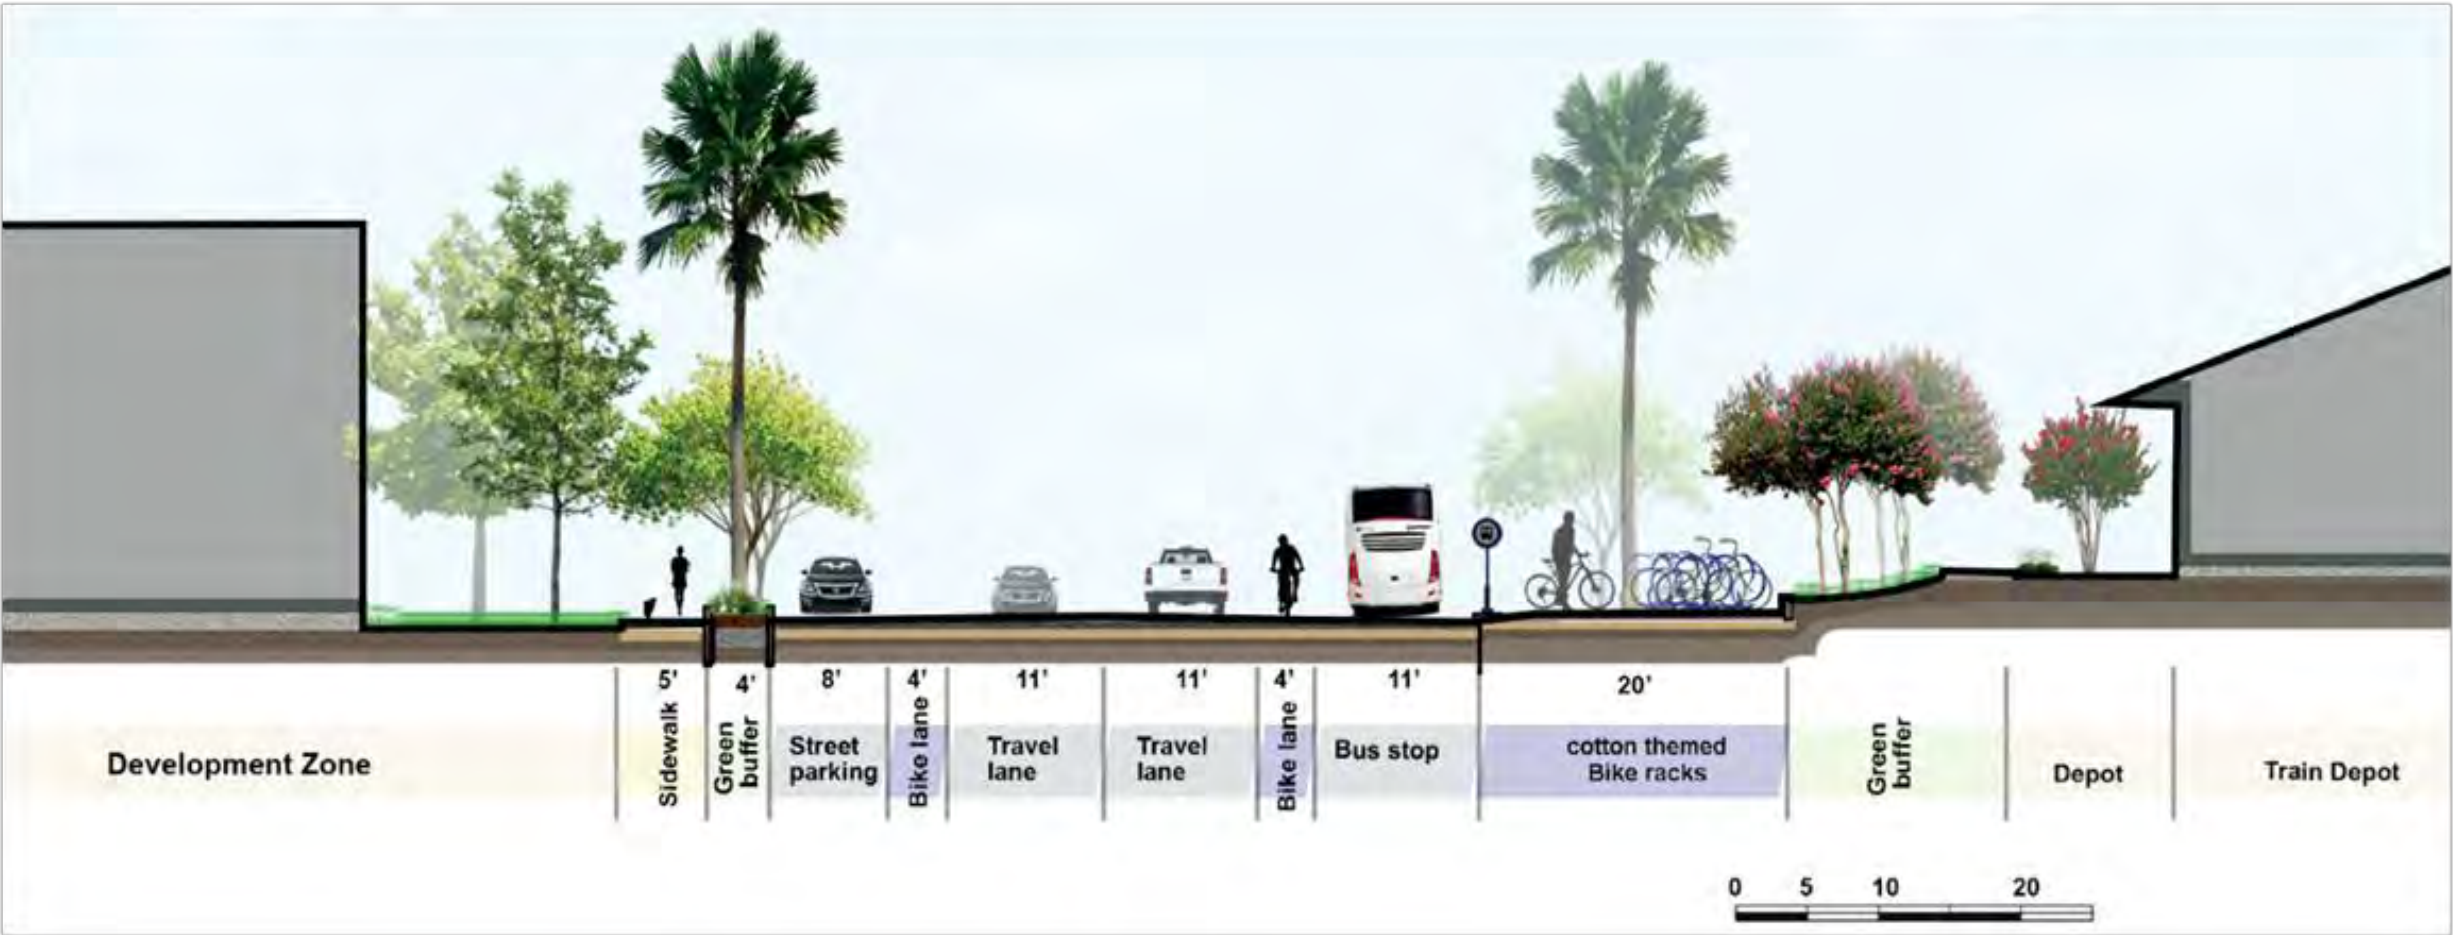 5'
4'
8'
4'
11'
11'
4'
11'
20'
Development Zone
Sidewalk
Green
buffer
Street
parking
Bike lane
Travel
lane
Travel
lane
Bike lane
Bus stop
cotton themed
Bike racks
Green
buffer
Depot
Train Depot
0 5 10 20